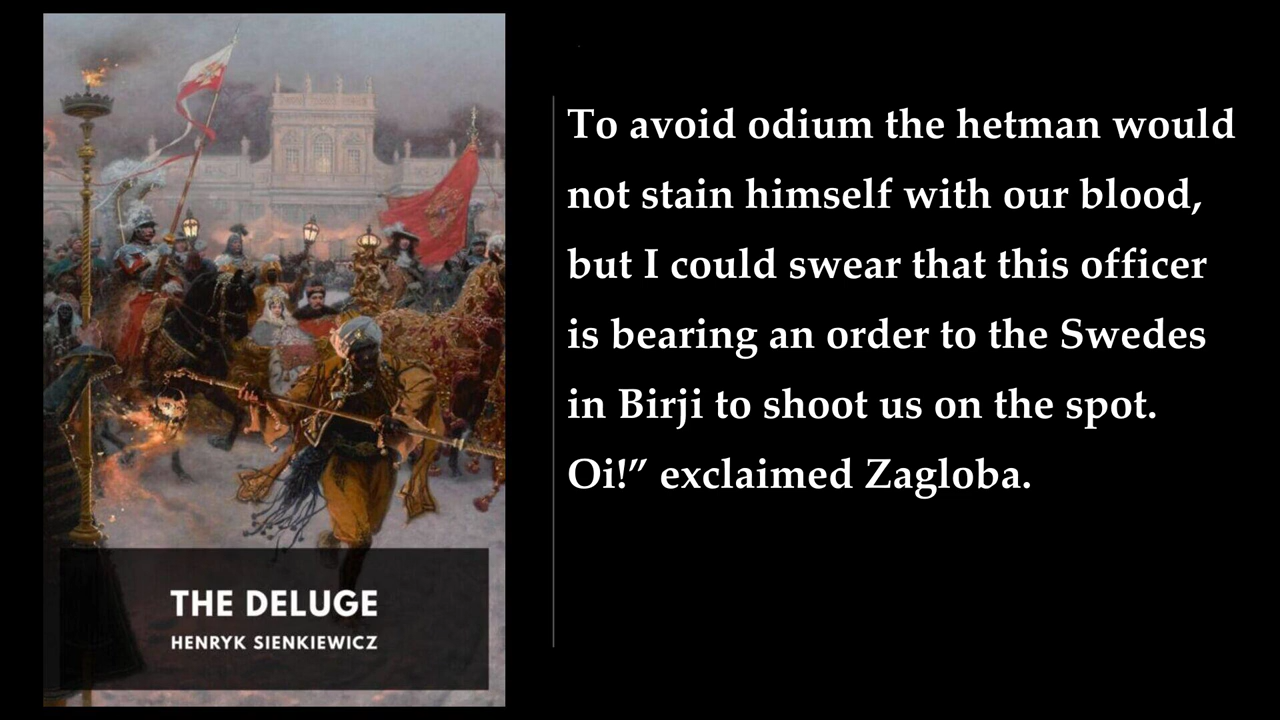 To avoid odium the hetman would
not stain himself with our blood,
but I could swear that this officer
is bearing an order to the Swedes
in Birji to shoot us on the spot.
Oi!” exclaimed Zagloba.
THE DELUGE
HENRYK SIENKIEWICZ